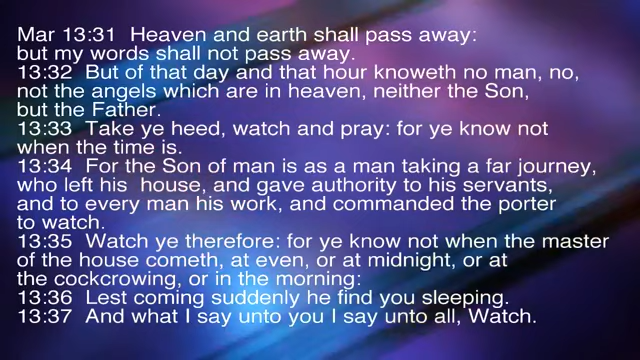 Mar 13:31  Heaven and earth shall pass away:
but my words shall not pass away.
13:32  But of that day and that hour knoweth no man, no,
not the angels which are in heaven, neither the Son,
but the Father.
13:33  Take ye heed, watch and pray: for ye know not
when the time is.
13:34  For the Son of man is as a man taking a far journey,
who left his  house, and gave authority to his servants,
and to every man his work, and commanded the porter
to watch.
13:35  Watch ye therefore: for ye know not when the master
of the house cometh, at even, or at midnight, or at
the cockcrowing, or in the morning:
13:36  Lest coming suddenly he find you sleeping.
13:37  And what I say unto you I say unto all, Watch.